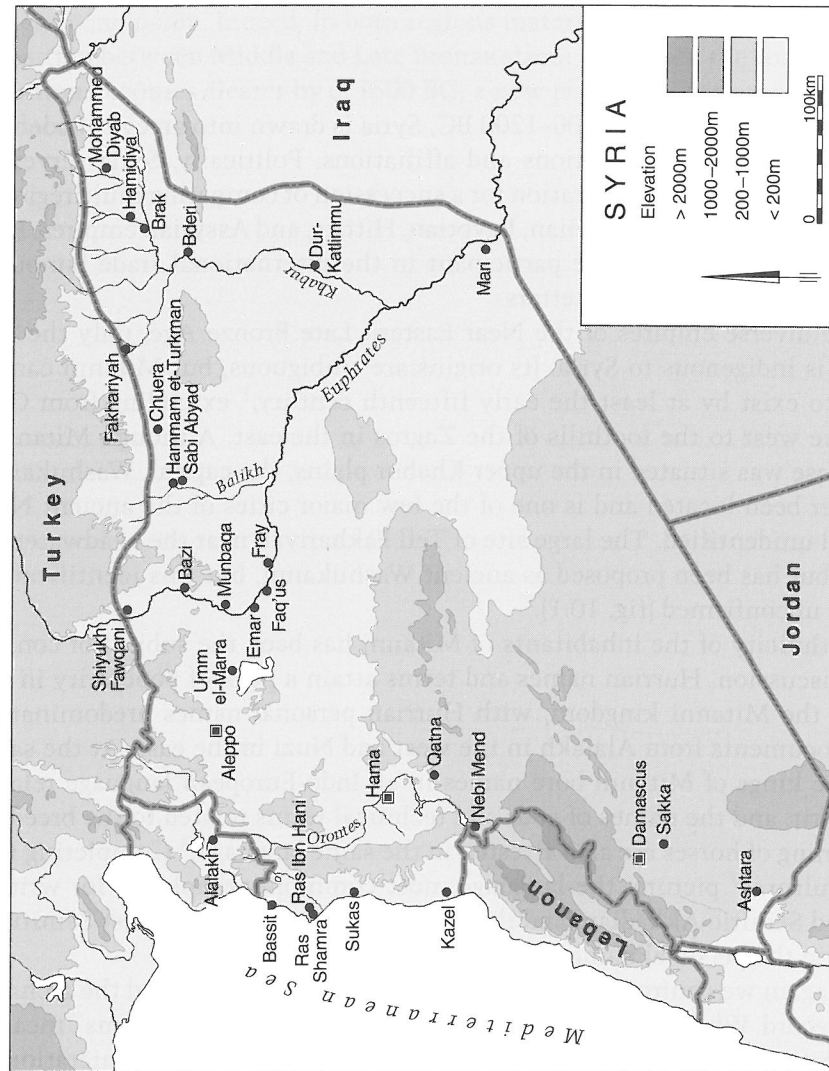 Turkey
Mohammed
Diyab
Hamidiya
Brak
Fakhariyah
Chuera
Bderi
Hammam et-Turkman
Sabi Abyad
Shiyukh
Fawqani
Bazi
Balikh
Khabur
Iraq
Dur-
Katlimmu
Munbaqa
Umm
el-Marra
Emar
Fray
Faq'us
Euphrates
Mari
Aleppo
Alalakh
Bassit
Ras Ibn Hani
Ras
Shamra
Orontes
Hama
Sukas
Qatna
Kazel
Nebi Mend
Mediterranean Sea
Lebanon
Damascus
Sakka
Ashtara
Jordan
SYRIA
Elevation
> 2000m
1000–2000m
200–1000m
< 200m
0 100km